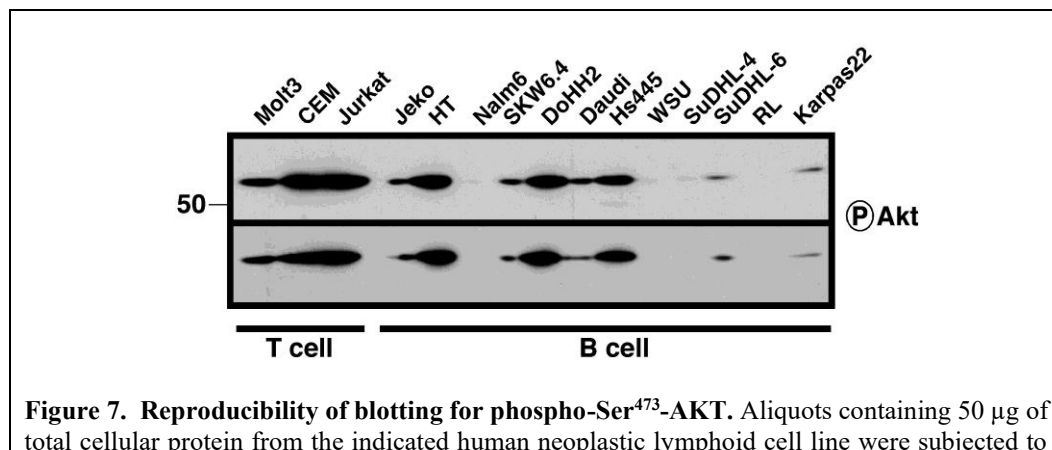 Molt3 CEM Jurkat Jeko HT Nalm6 SKW6.4 DoHH2 Daudi Hs445 WSU SuDHL-4 SuDHL-6 RL Karpas22
50
Ⓟ Akt
T cell B cell
Figure 7. Reproducibility of blotting for phospho-Ser⁴⁷³-AKT. Aliquots containing 50 µg of
total cellular protein from the indicated human neoplastic lymphoid cell line were subjected to